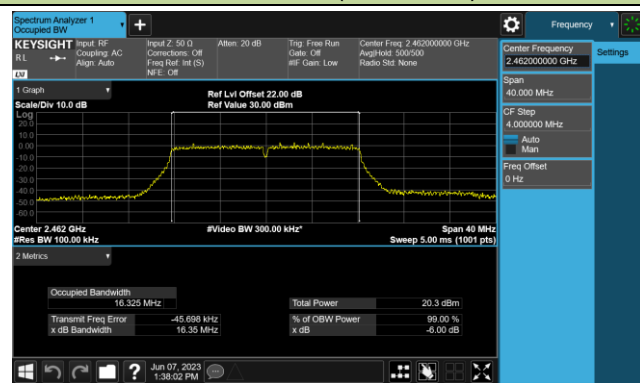 Spectrum Analyzer 1
Occupied BW
+
Frequency
KEYSIGHT
R L
LV
Input: RF
Coupling: AC
Align: Auto
Input Z: 50 Ω
Corrections: Off
Freq Ref: Int (S)
NFE: Off
Atten: 20 dB
Trig: Free Run
Gate: Off
#IF Gain: Low
Center Freq: 2.462000000 GHz
Avg|Hold: 500/500
Radio Std: None
Center Frequency
2.462000000 GHz
Settings
Span
40.000 MHz
CF Step
4.000000 MHz
Auto
Man
Freq Offset
0 Hz
1 Graph
Scale/Div 10.0 dB
Ref Lvl Offset 22.00 dB
Ref Value 30.00 dBm
Log
20.0
10.0
0.00
-10.0
-20.0
-30.0
-40.0
-50.0
-60.0
Center 2.462 GHz
#Video BW 300.00 kHz*
Span 40 MHz
#Res BW 100.00 kHz
Sweep 5.00 ms (1001 pts)
2 Metrics
Occupied Bandwidth
16.325 MHz
Total Power 20.3 dBm
Transmit Freq Error -45.698 kHz
% of OBW Power 99.00 %
x dB Bandwidth 16.35 MHz
x dB -6.00 dB
?
Jun 07, 2023
1:38:02 PM